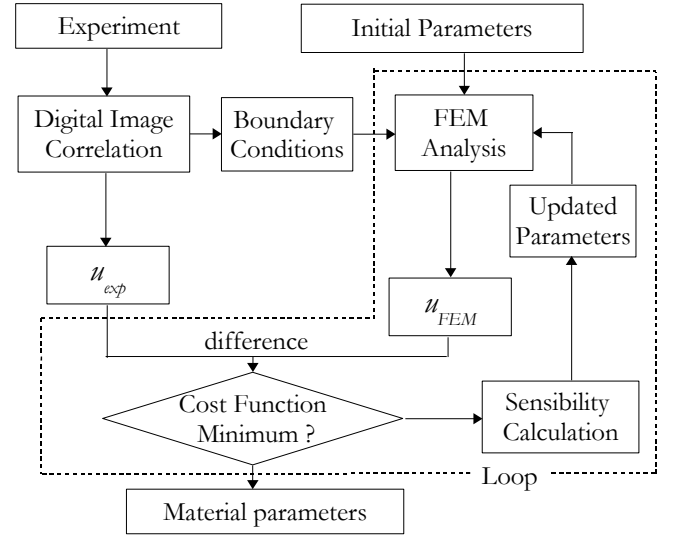 Experiment
Initial Parameters
Digital Image
Correlation
Boundary
Conditions
FEM
Analysis
Updated
Parameters
u_exp
u_FEM
difference
Cost Function
Minimum ?
Sensibility
Calculation
Loop
Material parameters